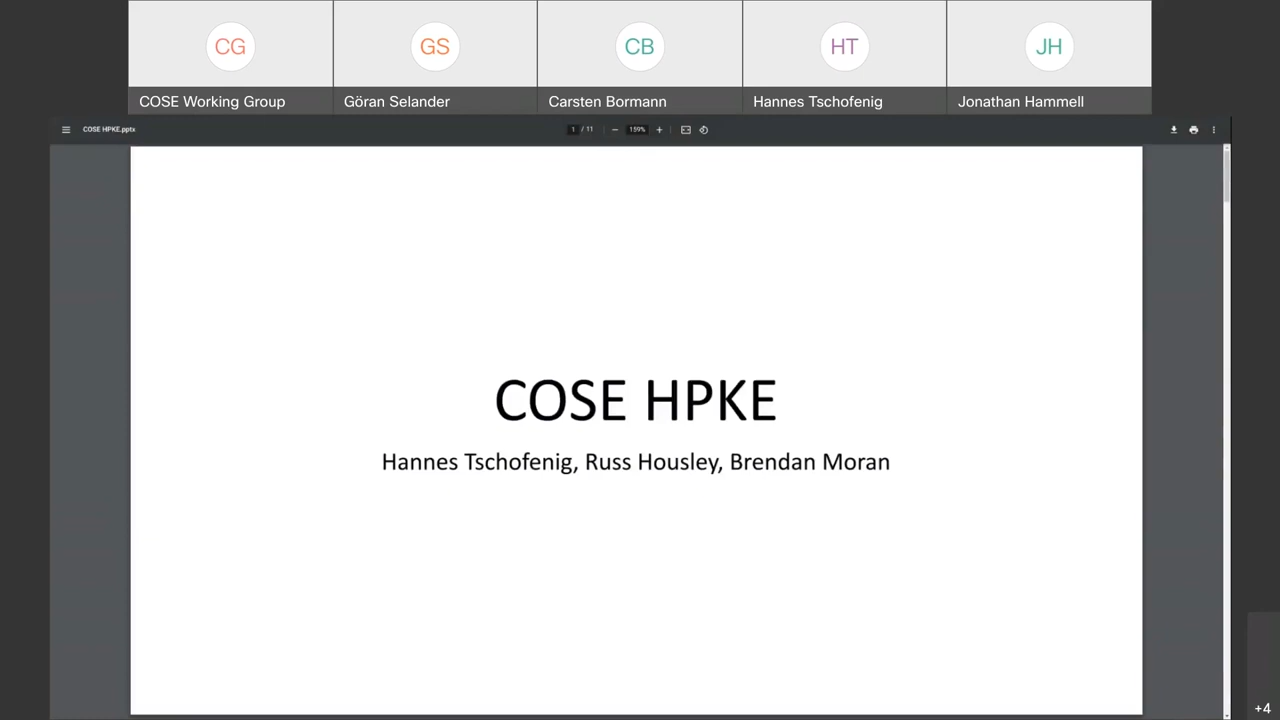 CG
GS
CB
HT
JH
COSE Working Group
Göran Selander
Carsten Bormann
Hannes Tschofenig
Jonathan Hammell
COSE HPKE.pptx
1 / 11
159%
COSE HPKE
Hannes Tschofenig, Russ Housley, Brendan Moran
+4